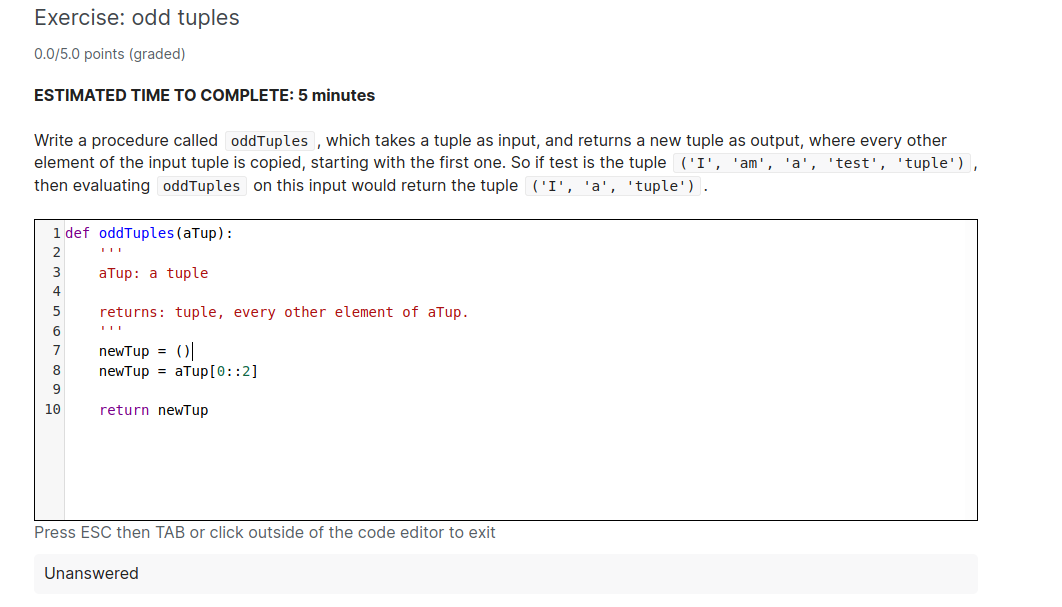 Exercise: odd tuples
0.0/5.0 points (graded)
ESTIMATED TIME TO COMPLETE: 5 minutes
Write a procedure called oddTuples , which takes a tuple as input, and returns a new tuple as output, where every other
element of the input tuple is copied, starting with the first one. So if test is the tuple ('I', 'am', 'a', 'test', 'tuple') ,
then evaluating oddTuples on this input would return the tuple ('I', 'a', 'tuple') .
1 def oddTuples(aTup):
2     '''
3     aTup: a tuple
4
5     returns: tuple, every other element of aTup.
6     '''
7     newTup = ()
8     newTup = aTup[0::2]
9
10     return newTup
Press ESC then TAB or click outside of the code editor to exit
Unanswered